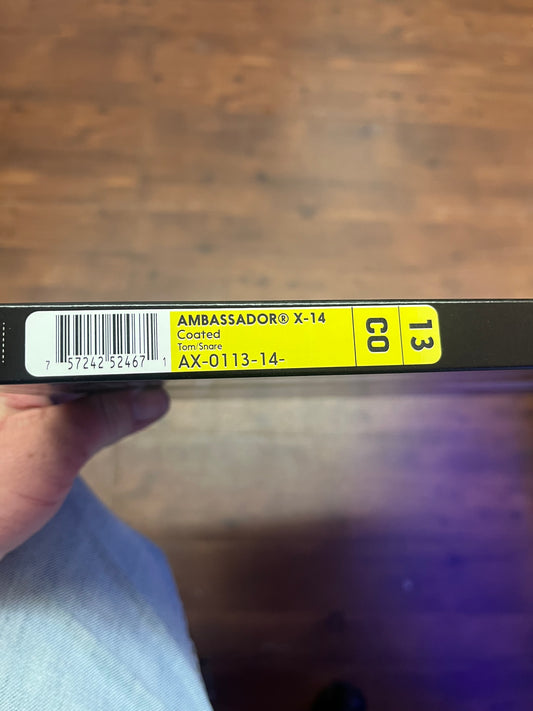 AMBASSADOR® X-14
Coated
Tom/Snare
AX-0113-14-
7 57242 52467 1
CO
13